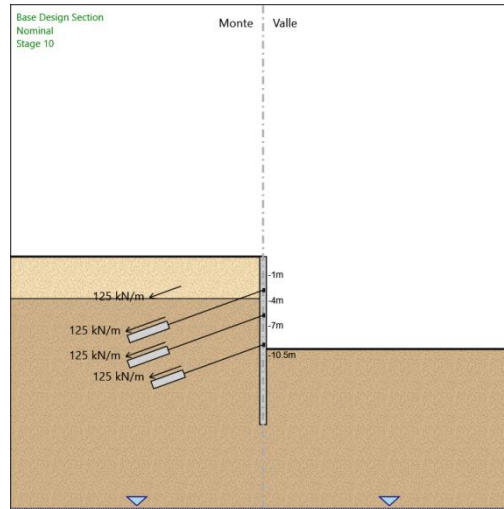 Base Design Section
Nominal
Stage 10
Monte
Valle
-1m
125 kN/m
-4m
125 kN/m
-7m
125 kN/m
-10.5m
125 kN/m